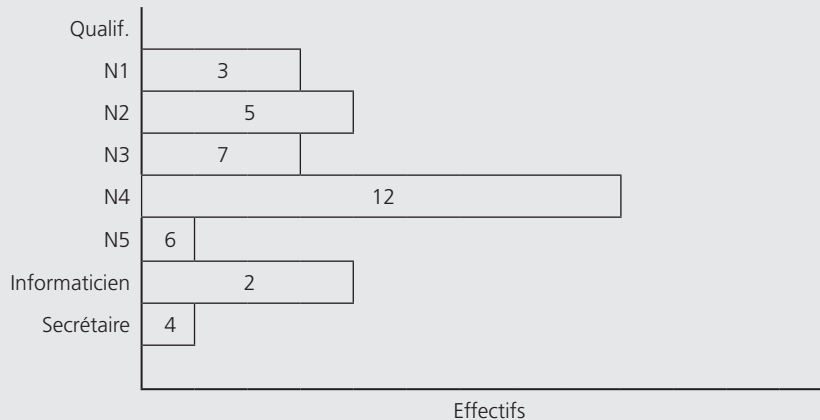 Qualif.
N1 3
N2 5
N3 7
N4 12
N5 6
Informaticien 2
Secrétaire 4
Effectifs